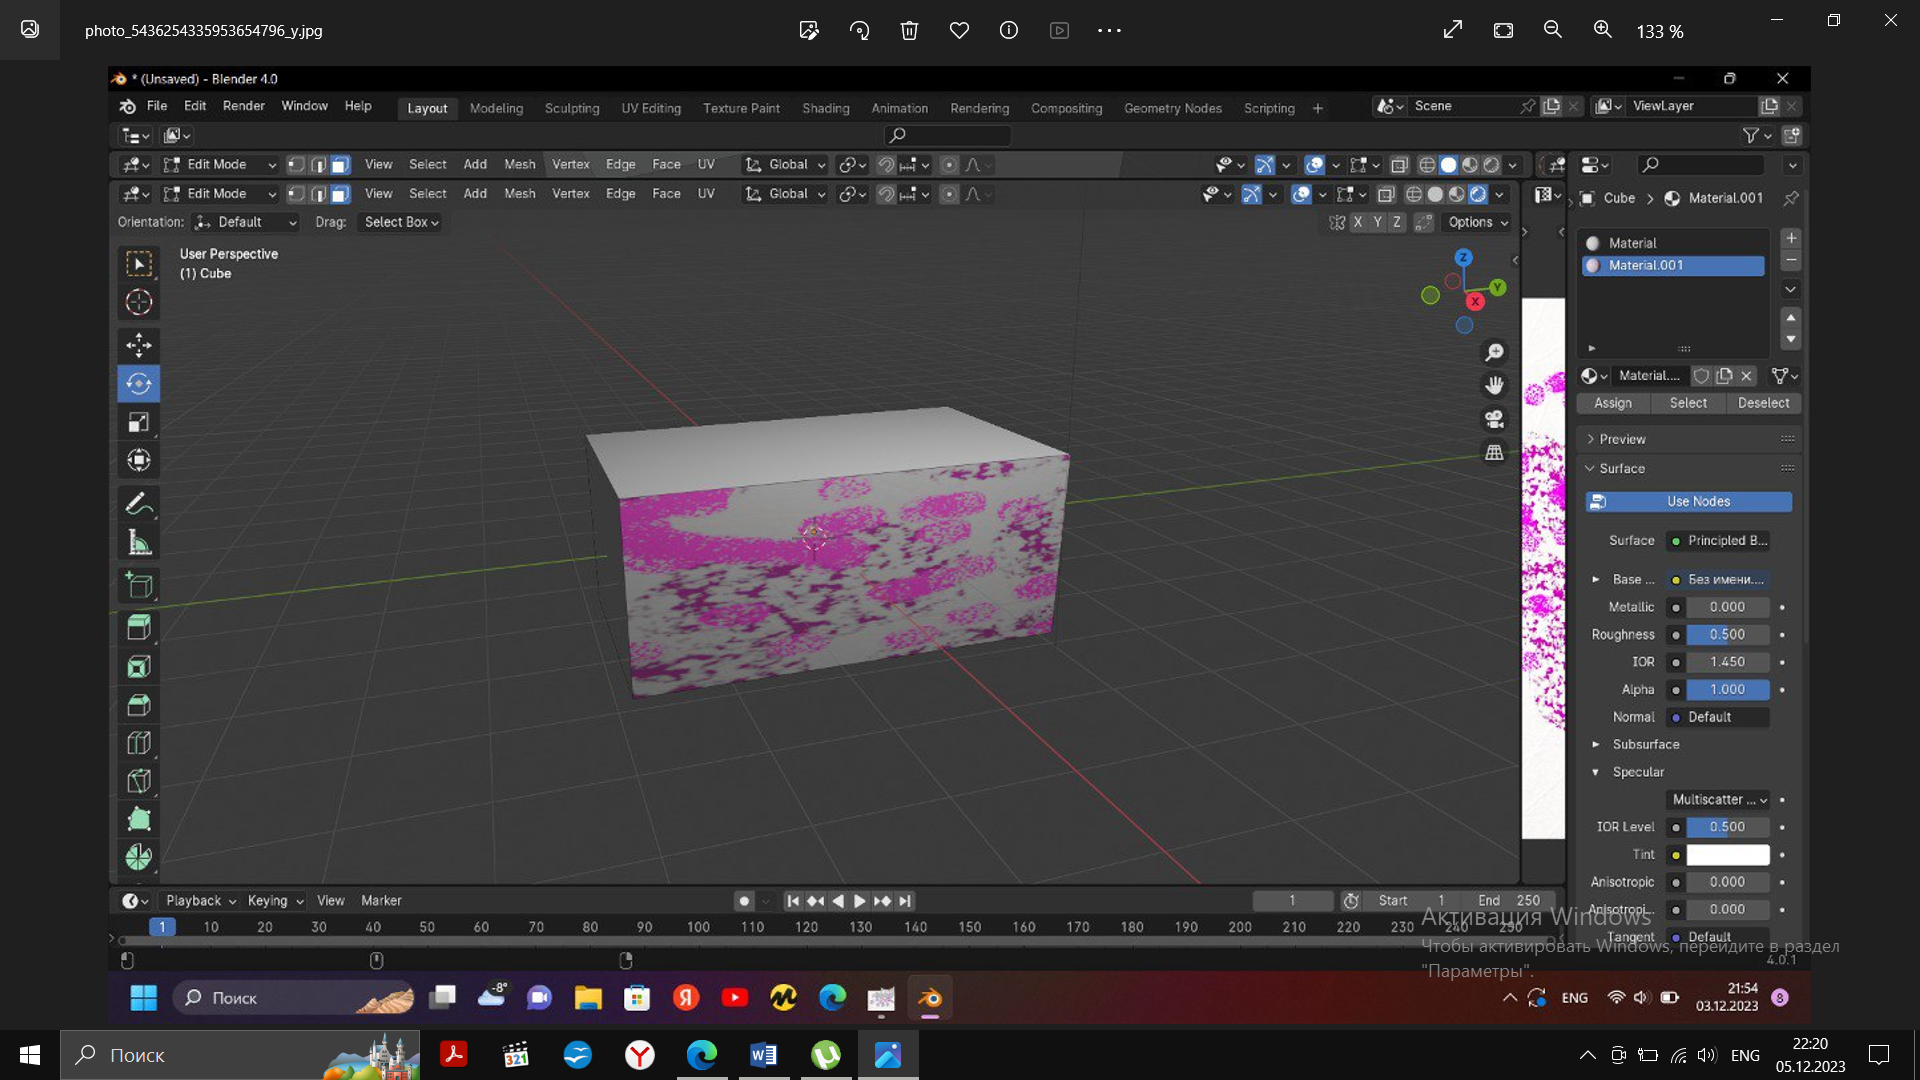 photo_5436254335953654796_y.jpg
133 %
* (Unsaved) - Blender 4.0
File Edit Render Window Help
Layout Modeling Sculpting UV Editing Texture Paint Shading Animation Rendering Compositing Geometry Nodes Scripting +
Scene
ViewLayer
Edit Mode View Select Add Mesh Vertex Edge Face UV Global
Edit Mode View Select Add Mesh Vertex Edge Face UV Global
Cube > Material.001
Orientation: Default Drag: Select Box
X Y Z Options
User Perspective
(1) Cube
Z
Y
X
Material
Material.001
Material....
Assign Select Deselect
Preview
Surface
Use Nodes
Surface Principled B...
Base ... Без имени....
Metallic 0.000
Roughness 0.500
IOR 1.450
Alpha 1.000
Normal Default
Subsurface
Specular
Multiscatter ...
IOR Level 0.500
Tint
Anisotropic 0.000
Anisotropi... 0.000
Tangent Default
Playback Keying View Marker
1 Start 1 End 250
1 10 20 30 40 50 60 70 80 90 100 110 120 130 140 150 160 170 180 190 200 210 220 230 240 250
4.0.1
Активация Windows
Чтобы активировать Windows, перейдите в раздел
"Параметры".
Поиск
-8°
Я
ENG
21:54
03.12.2023
8
Поиск
321
ENG
22:20
05.12.2023